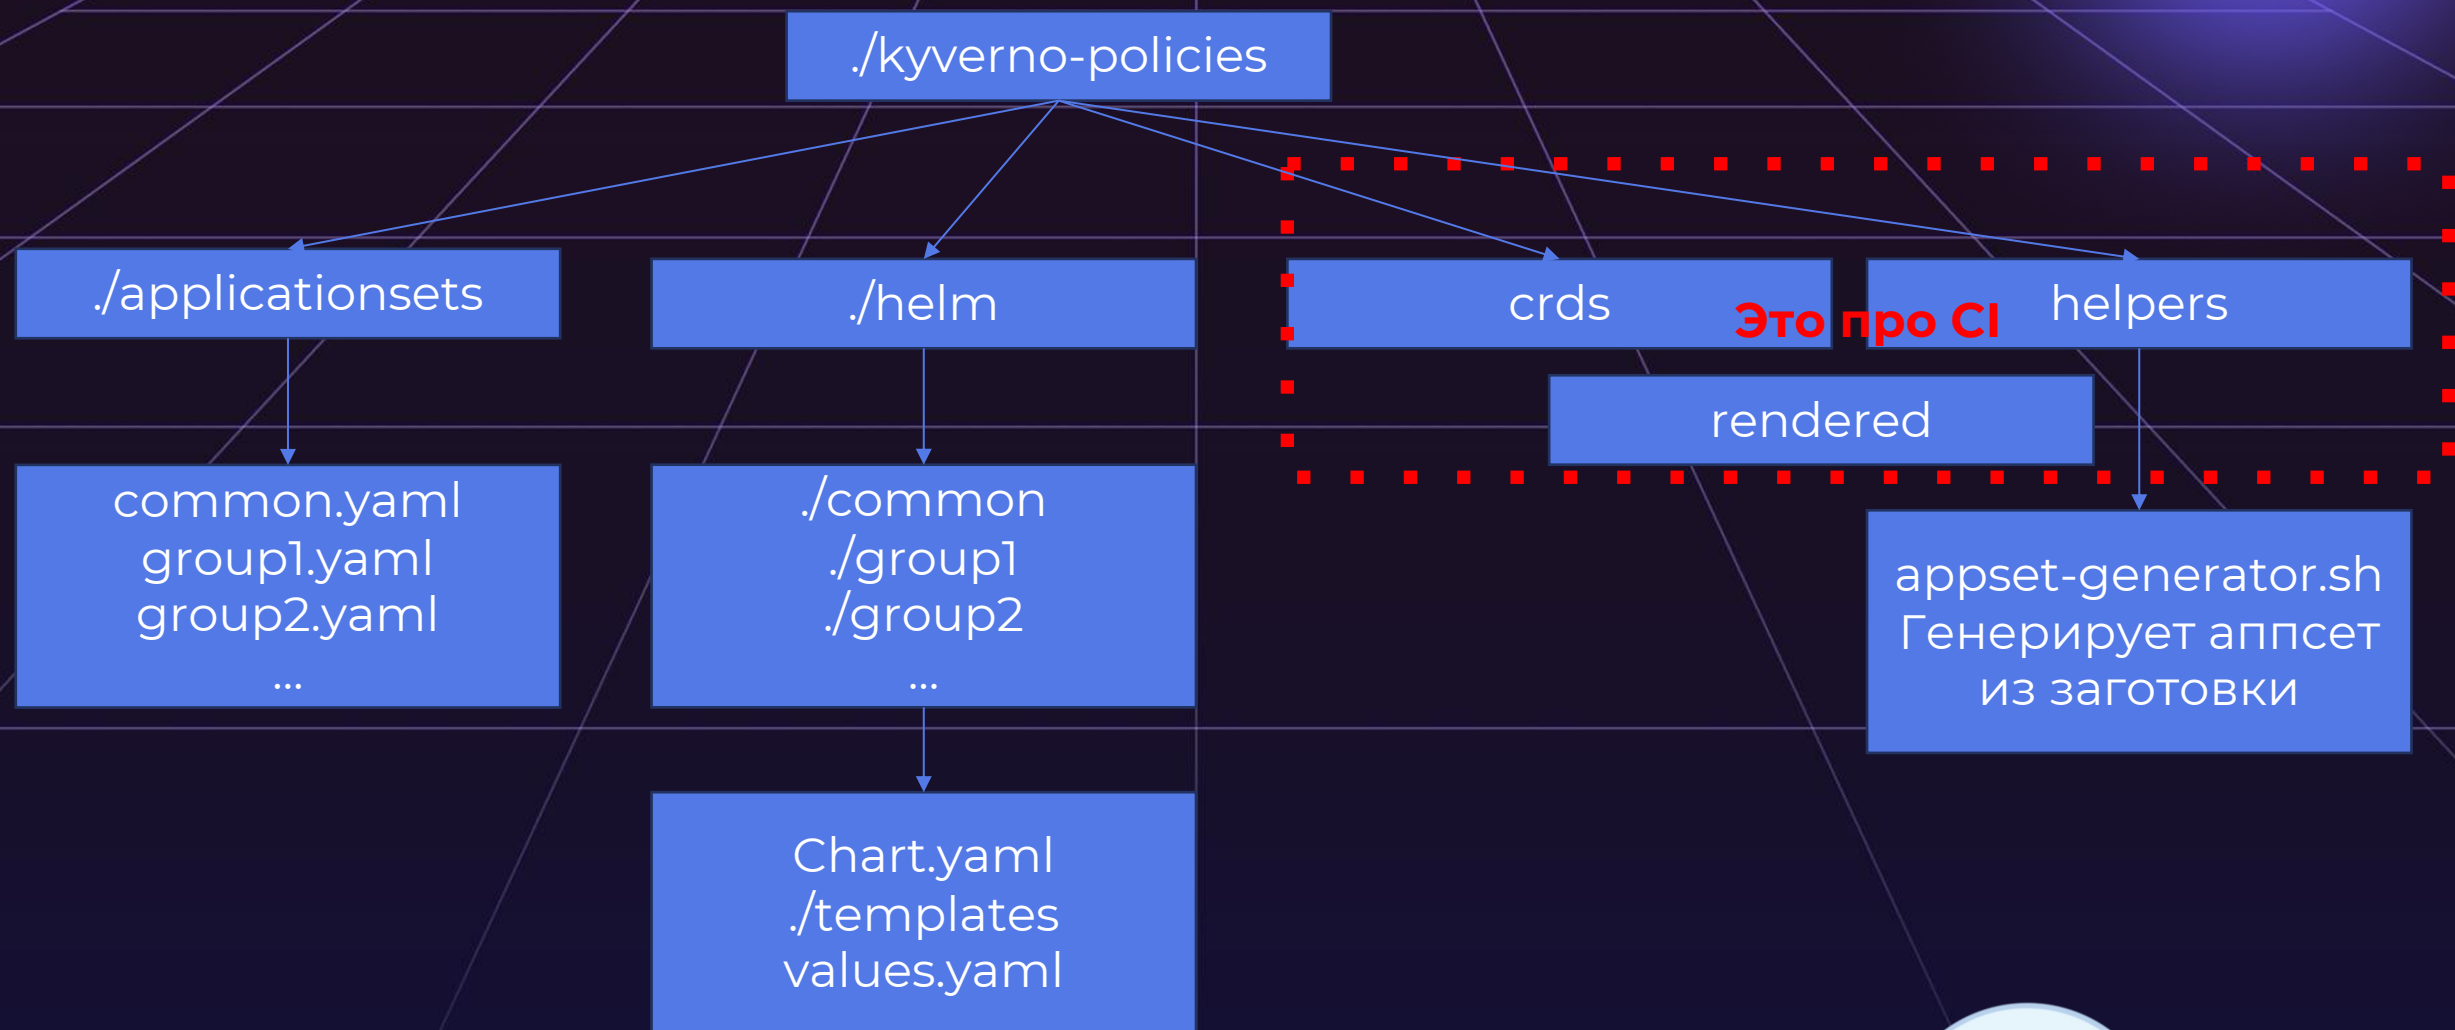 ./kyverno-policies
./applicationsets
./helm
crds
helpers
Это про CI
rendered
common.yaml
group1.yaml
group2.yaml
...
./common
./group1
./group2
...
appset-generator.sh
Генерирует аппсет
из заготовки
Chart.yaml
./templates
values.yaml